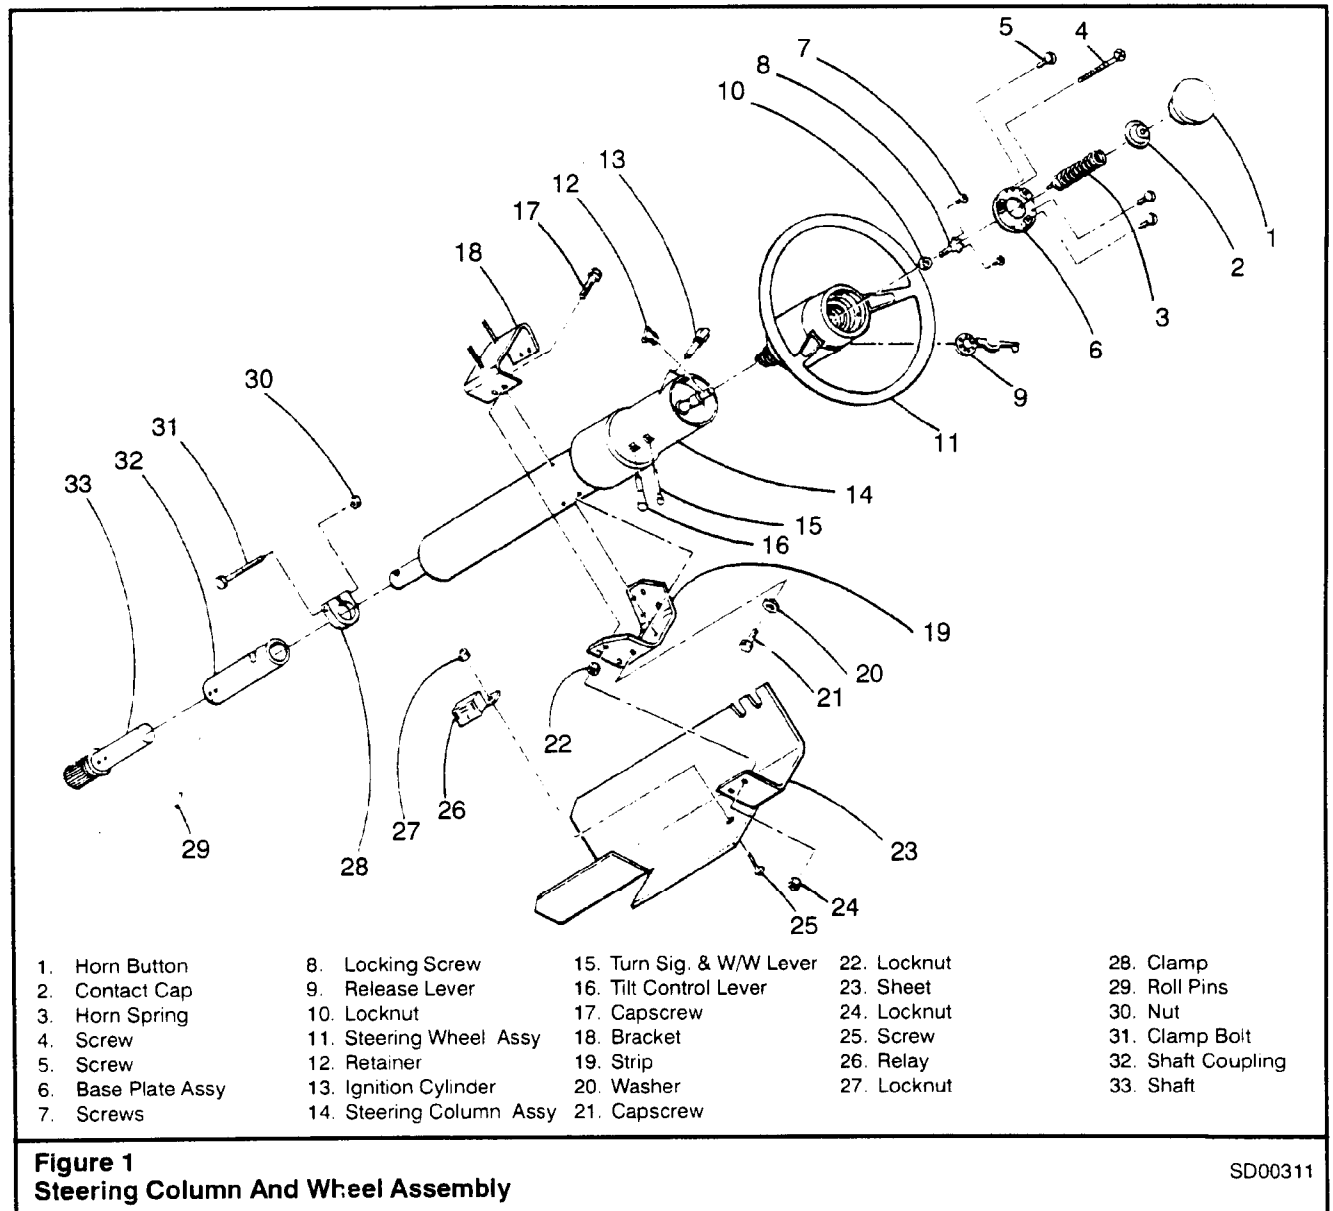 5
4
7
8
10
13
12
17
18
1
2
3
6
9
11
30
31
32
33
14
15
16
19
20
21
22
27
26
29
28
23
24
25
1. Horn Button
2. Contact Cap
3. Horn Spring
4. Screw
5. Screw
6. Base Plate Assy
7. Screws
8. Locking Screw
9. Release Lever
10. Locknut
11. Steering Wheel Assy
12. Retainer
13. Ignition Cylinder
14. Steering Column Assy
15. Turn Sig. & W/W Lever
16. Tilt Control Lever
17. Capscrew
18. Bracket
19. Strip
20. Washer
21. Capscrew
22. Locknut
23. Sheet
24. Locknut
25. Screw
26. Relay
27. Locknut
28. Clamp
29. Roll Pins
30. Nut
31. Clamp Bolt
32. Shaft Coupling
33. Shaft
Figure 1
Steering Column And Wheel Assembly
SD00311